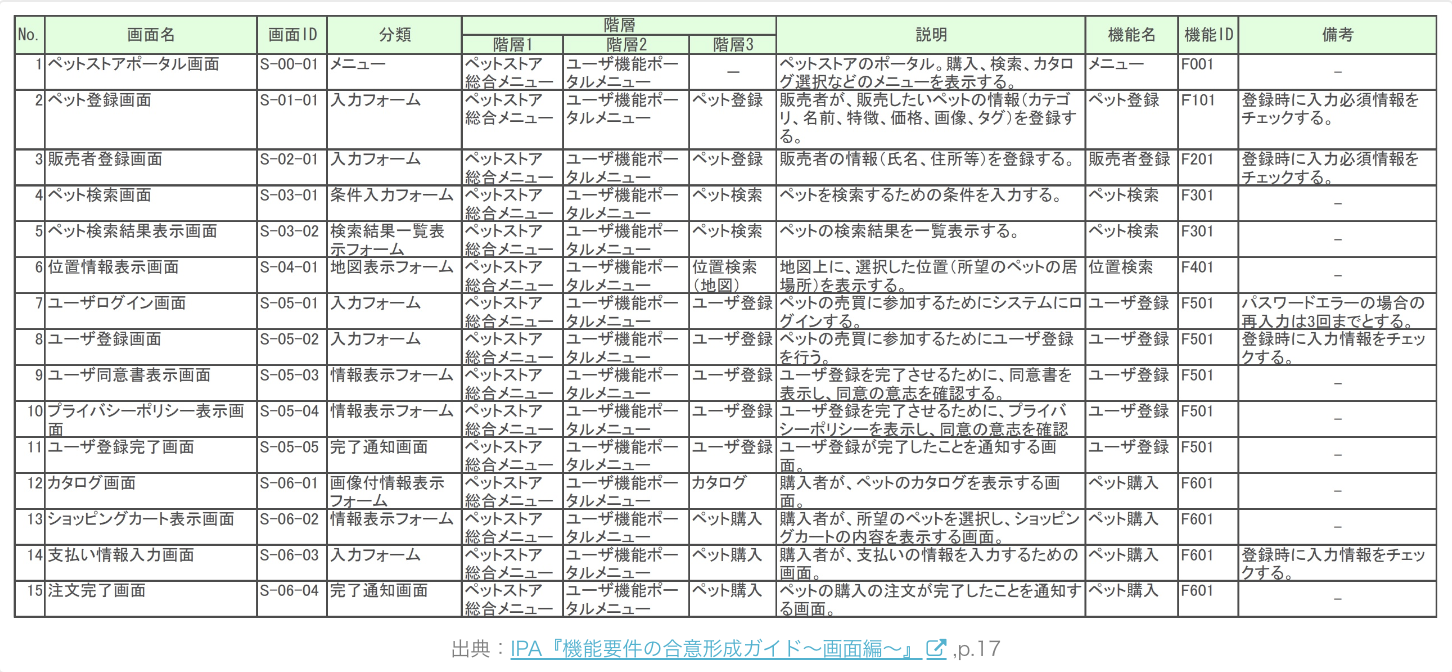 No. 画面名 画面ID 分類 階層 説明 機能名 機能ID 備考
階層1 階層2 階層3
1 ペットストアポータル画面 S-00-01 メニュー ペットストア ユーザ機能ポー － ペットストアのポータル。購入、検索、カタロ メニュー F001 －
総合メニュー タルメニュー グ選択などのメニューを表示する。
2 ペット登録画面 S-01-01 入力フォーム ペットストア ユーザ機能ポー ペット登録 販売者が、販売したいペットの情報(カテゴ ペット登録 F101 登録時に入力必須情報を
総合メニュー タルメニュー リ、名前、特徴、価格、画像、タグ)を登録す チェックする。
る。
3 販売者登録画面 S-02-01 入力フォーム ペットストア ユーザ機能ポー ペット登録 販売者の情報(氏名、住所等)を登録する。 販売者登録 F201 登録時に入力必須情報を
総合メニュー タルメニュー チェックする。
4 ペット検索画面 S-03-01 条件入力フォーム ペットストア ユーザ機能ポー ペット検索 ペットを検索するための条件を入力する。 ペット検索 F301 －
総合メニュー タルメニュー
5 ペット検索結果表示画面 S-03-02 検索結果一覧表 ペットストア ユーザ機能ポー ペット検索 ペットの検索結果を一覧表示する。 ペット検索 F301 －
示フォーム 総合メニュー タルメニュー
6 位置情報表示画面 S-04-01 地図表示フォーム ペットストア ユーザ機能ポー 位置検索 地図上に、選択した位置(所望のペットの居 位置検索 F401 －
総合メニュー タルメニュー (地図) 場所)を表示する。
7 ユーザログイン画面 S-05-01 入力フォーム ペットストア ユーザ機能ポー ユーザ登録 ペットの売買に参加するためにシステムにロ ユーザ登録 F501 パスワードエラーの場合の
総合メニュー タルメニュー グインする。 再入力は3回までとする。
8 ユーザ登録画面 S-05-02 入力フォーム ペットストア ユーザ機能ポー ユーザ登録 ペットの売買に参加するためにユーザ登録 ユーザ登録 F501 登録時に入力情報をチェッ
総合メニュー タルメニュー を行う。 クする。
9 ユーザ同意書表示画面 S-05-03 情報表示フォーム ペットストア ユーザ機能ポー ユーザ登録 ユーザ登録を完了させるために、同意書を ユーザ登録 F501 －
総合メニュー タルメニュー 表示し、同意の意志を確認する。
10 プライバシーポリシー表示画 S-05-04 情報表示フォーム ペットストア ユーザ機能ポー ユーザ登録 ユーザ登録を完了させるために、プライバ ユーザ登録 F501 －
面 総合メニュー タルメニュー シーポリシーを表示し、同意の意志を確認
11 ユーザ登録完了画面 S-05-05 完了通知画面 ペットストア ユーザ機能ポー ユーザ登録 ユーザ登録が完了したことを通知する画 ユーザ登録 F501 －
総合メニュー タルメニュー 面。
12 カタログ画面 S-06-01 画像付情報表示 ペットストア ユーザ機能ポー カタログ 購入者が、ペットのカタログを表示する画 ペット購入 F601 －
フォーム 総合メニュー タルメニュー 面。
13 ショッピングカート表示画面 S-06-02 情報表示フォーム ペットストア ユーザ機能ポー ペット購入 購入者が、所望のペットを選択し、ショッピン ペット購入 F601 －
総合メニュー タルメニュー グカートの内容を表示する画面。
14 支払い情報入力画面 S-06-03 入力フォーム ペットストア ユーザ機能ポー ペット購入 購入者が、支払いの情報を入力するための ペット購入 F601 登録時に入力情報をチェッ
総合メニュー タルメニュー 画面。 クする。
15 注文完了画面 S-06-04 完了通知画面 ペットストア ユーザ機能ポー ペット購入 ペットの購入の注文が完了したことを通知す ペット購入 F601 －
総合メニュー タルメニュー る画面。
出典：IPA『機能要件の合意形成ガイド～画面編～』 ,p.17